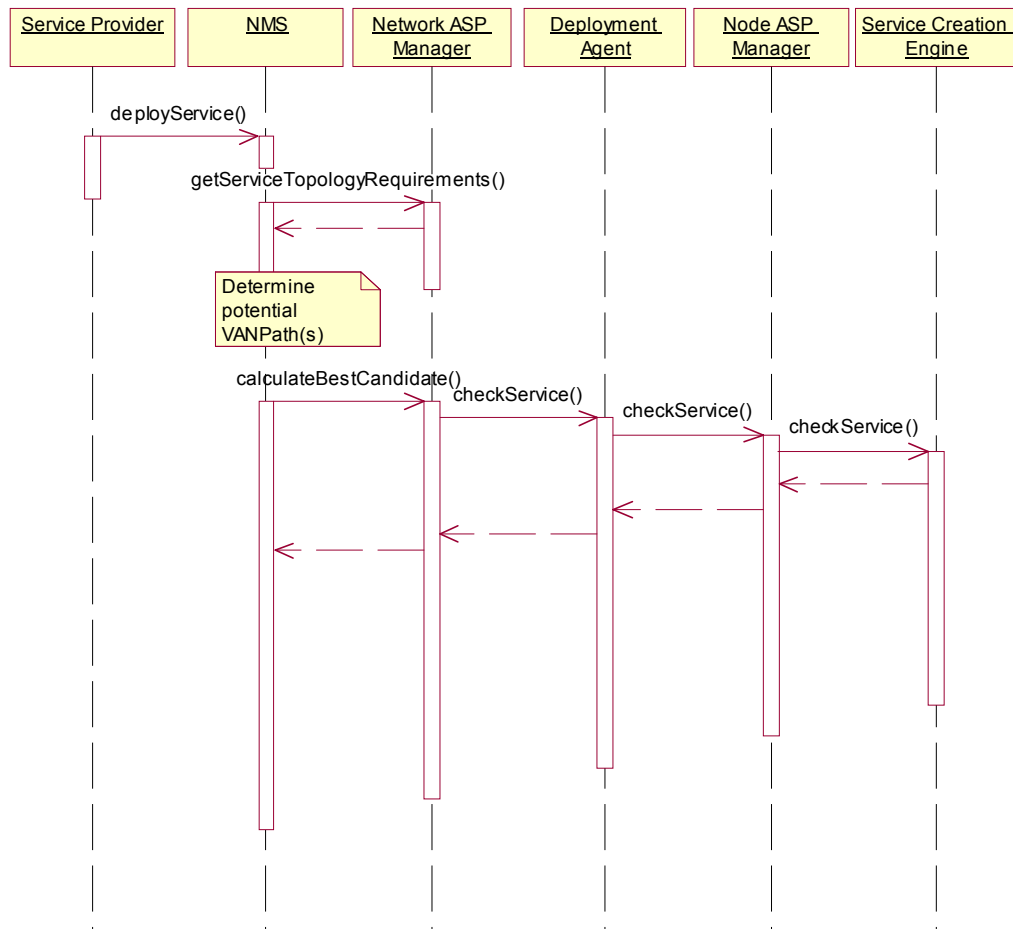 Service Provider
NMS
Network ASP
Manager
Deployment
Agent
Node ASP
Manager
Service Creation
Engine
deployService()
getServiceTopologyRequirements()
Determine
potential
VANPath(s)
calculateBestCandidate()
checkService()
checkService()
checkService()